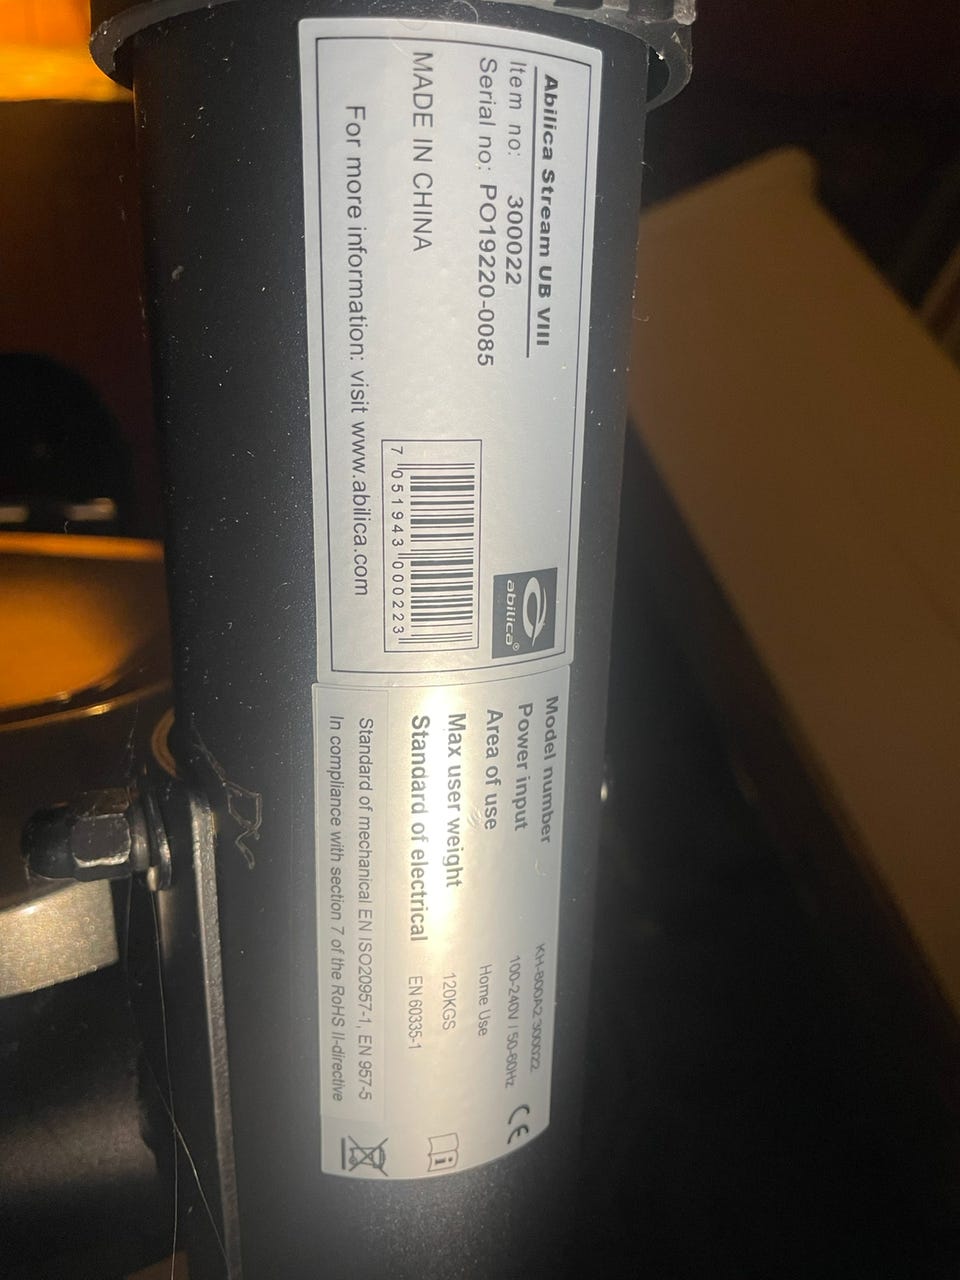 Abilica Stream UB VIII
Item no: 300022
Serial no: PO19220-0085
MADE IN CHINA
For more information: visit www.abilica.com
abilica®
7 051943 000223
Model number KH-800A2 300022
Power input 100-240V / 50-60Hz
Area of use Home Use
Max user weight 120KGS
Standard of electrical EN 60335-1
Standard of mechanical EN ISO20957-1, EN 957-5
In compliance with section 7 of the RoHS II-directive
CE
i